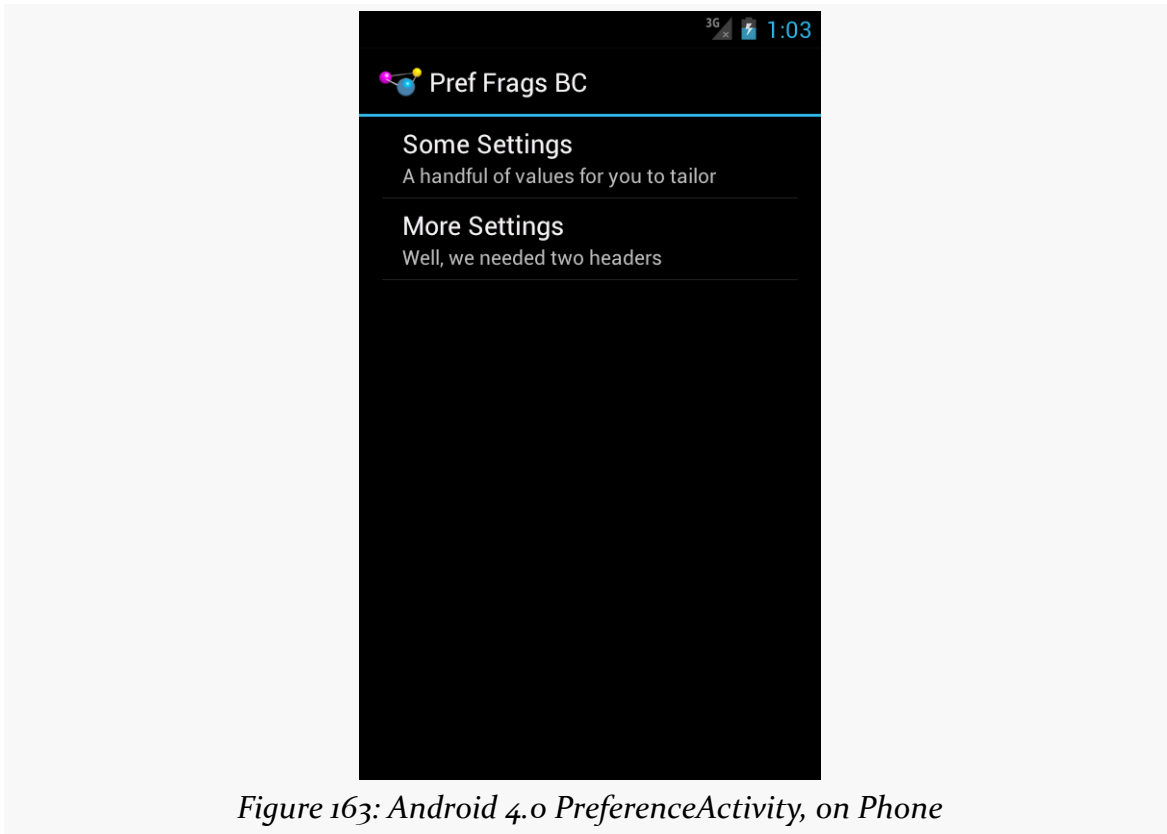 3G 1:03
Pref Frags BC
Some Settings
A handful of values for you to tailor
More Settings
Well, we needed two headers
Figure 163: Android 4.0 PreferenceActivity, on Phone